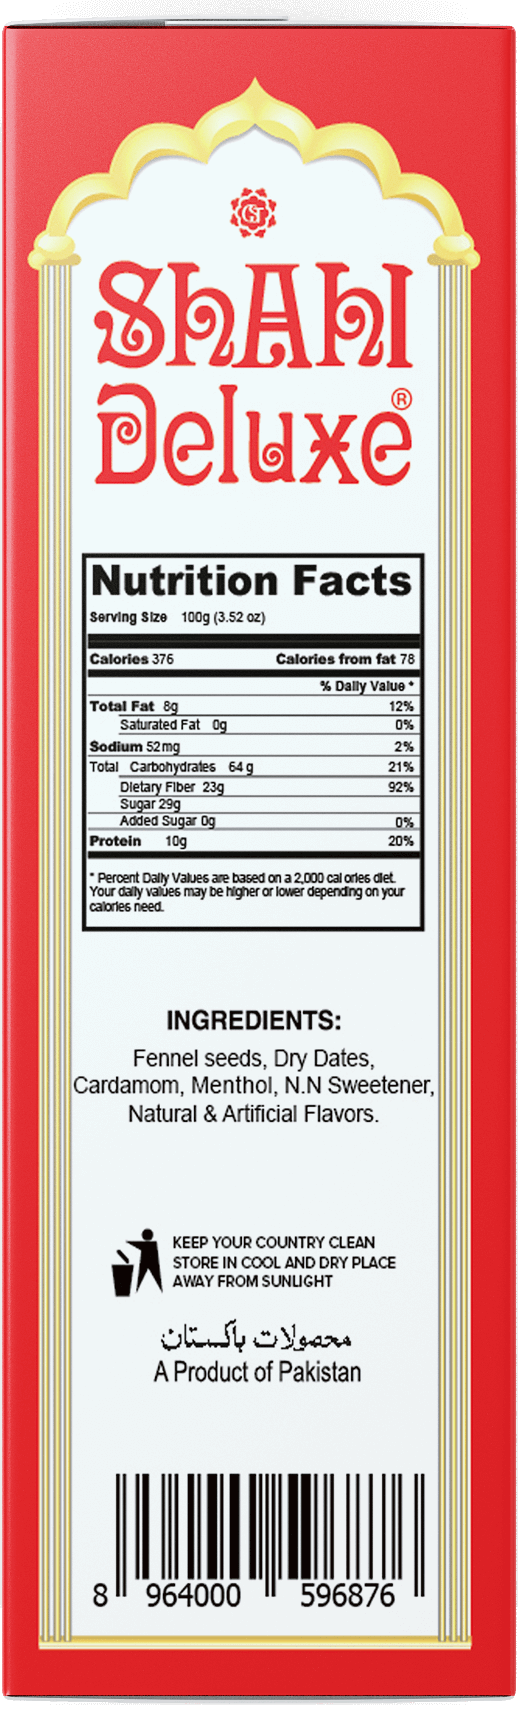 GST
Shahi
Deluxe®
Nutrition Facts
Serving Size 100g (3.52 oz)
Calories 376 Calories from fat 78
% Daily Value *
Total Fat 8g 12%
Saturated Fat 0g 0%
Sodium 52mg 2%
Total Carbohydrates 64 g 21%
Dietary Fiber 23g 92%
Sugar 29g
Added Sugar 0g 0%
Protein 10g 20%
* Percent Daily Values are based on a 2,000 cal ories diet.
Your daily values may be higher or lower depending on your
calories need.
INGREDIENTS:
Fennel seeds, Dry Dates,
Cardamom, Menthol, N.N Sweetener,
Natural & Artificial Flavors.
KEEP YOUR COUNTRY CLEAN
STORE IN COOL AND DRY PLACE
AWAY FROM SUNLIGHT
محصولات باکستان
A Product of Pakistan
8 964000 596876